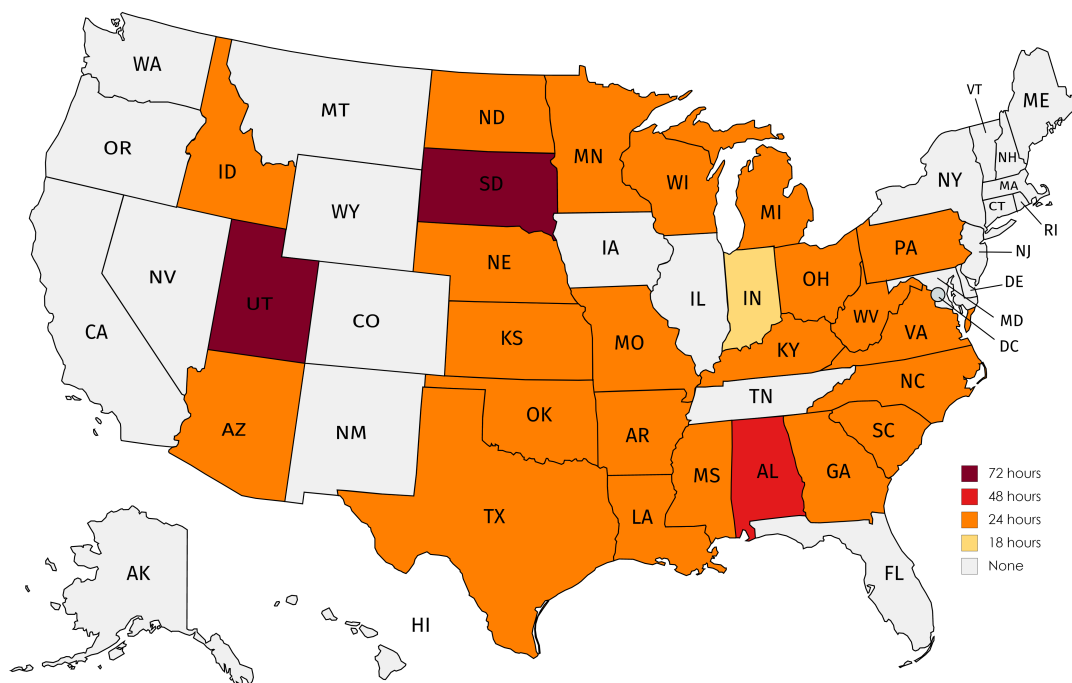 WA
MT
ND
MN
VT
ME
OR
ID
SD
WI
NH
NY
MA
WY
MI
CT
RI
IA
PA
NJ
NV
NE
OH
DE
UT
IL
IN
CO
WV
MD
CA
KS
MO
VA
KY
DC
NC
TN
AZ
NM
OK
AR
SC
MS
AL
GA
72 hours
48 hours
TX
LA
24 hours
18 hours
AK
FL
None
HI